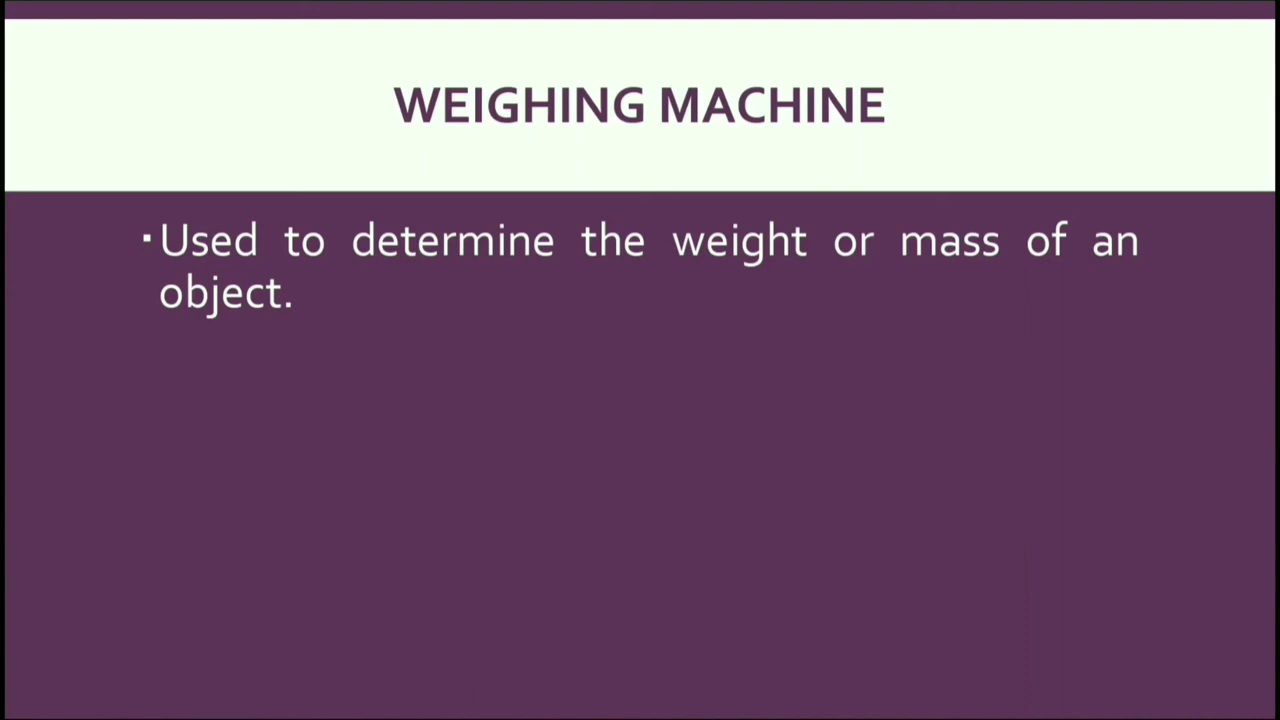 WEIGHING MACHINE
▪Used to determine the weight or mass of an
object.